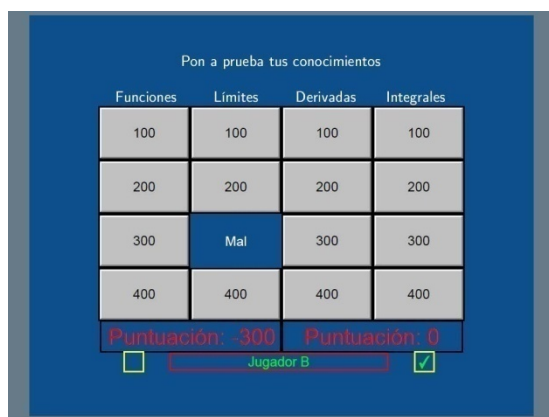 Pon a prueba tus conocimientos
Funciones Límites Derivadas Integrales
100 100 100 100
200 200 200 200
300 Mal 300 300
400 400 400 400
Puntuación: -300 Puntuación: 0
Jugador B ✓